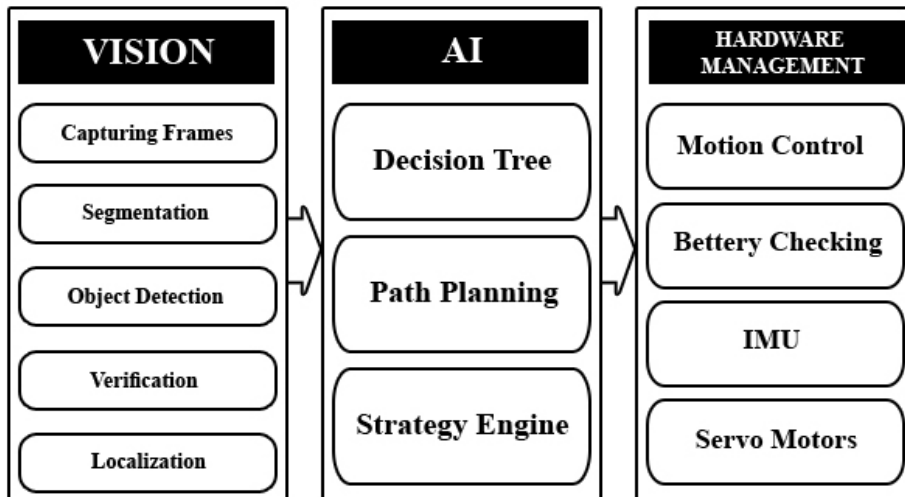 VISION
Capturing Frames
Segmentation
Object Detection
Verification
Localization
AI
Decision Tree
Path Planning
Strategy Engine
HARDWARE
MANAGEMENT
Motion Control
Bettery Checking
IMU
Servo Motors